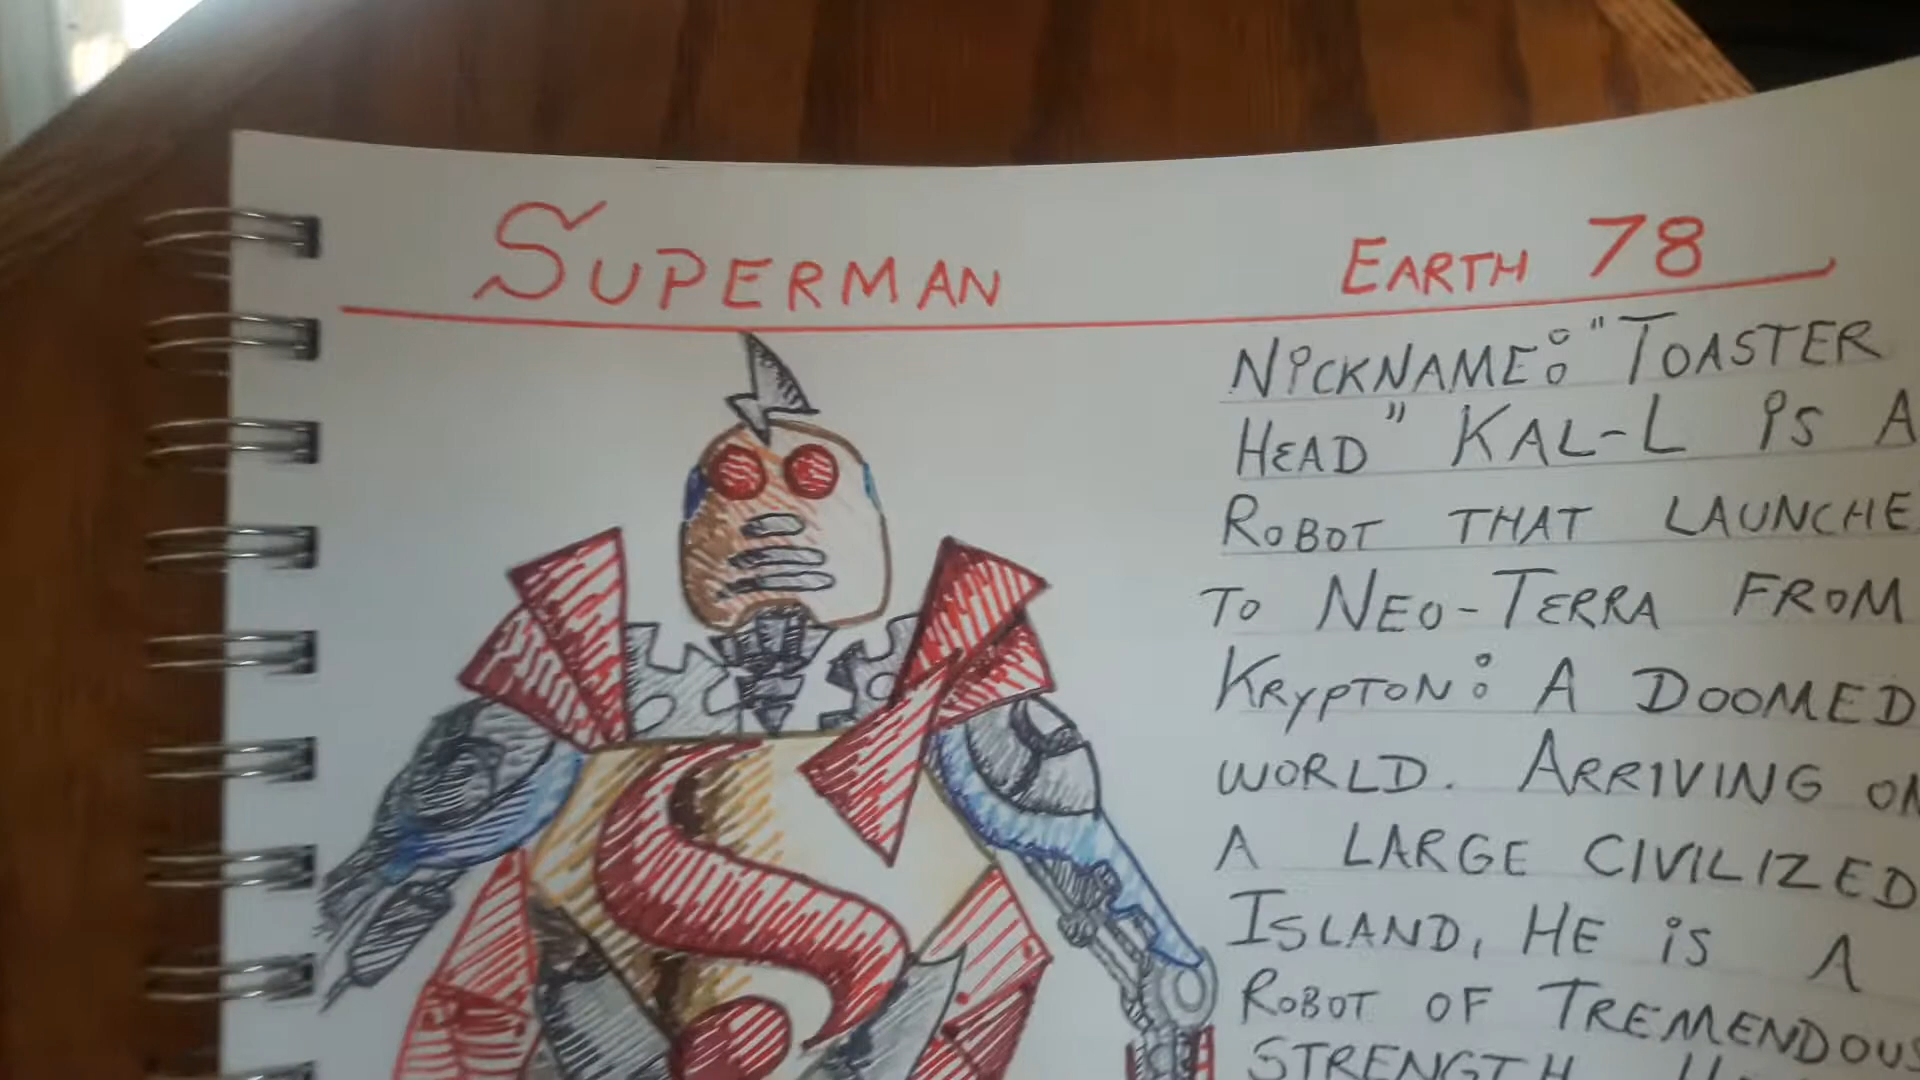 SUPERMAN EARTH 78
NICKNAME: "TOASTER
HEAD" KAL-L IS A
ROBOT THAT LAUNCHE
TO NEO-TERRA FROM
KRYPTON: A DOOMED
WORLD. ARRIVING ON
A LARGE CIVILIZED
ISLAND, HE IS A
ROBOT OF TREMENDOUS
STRENGTH